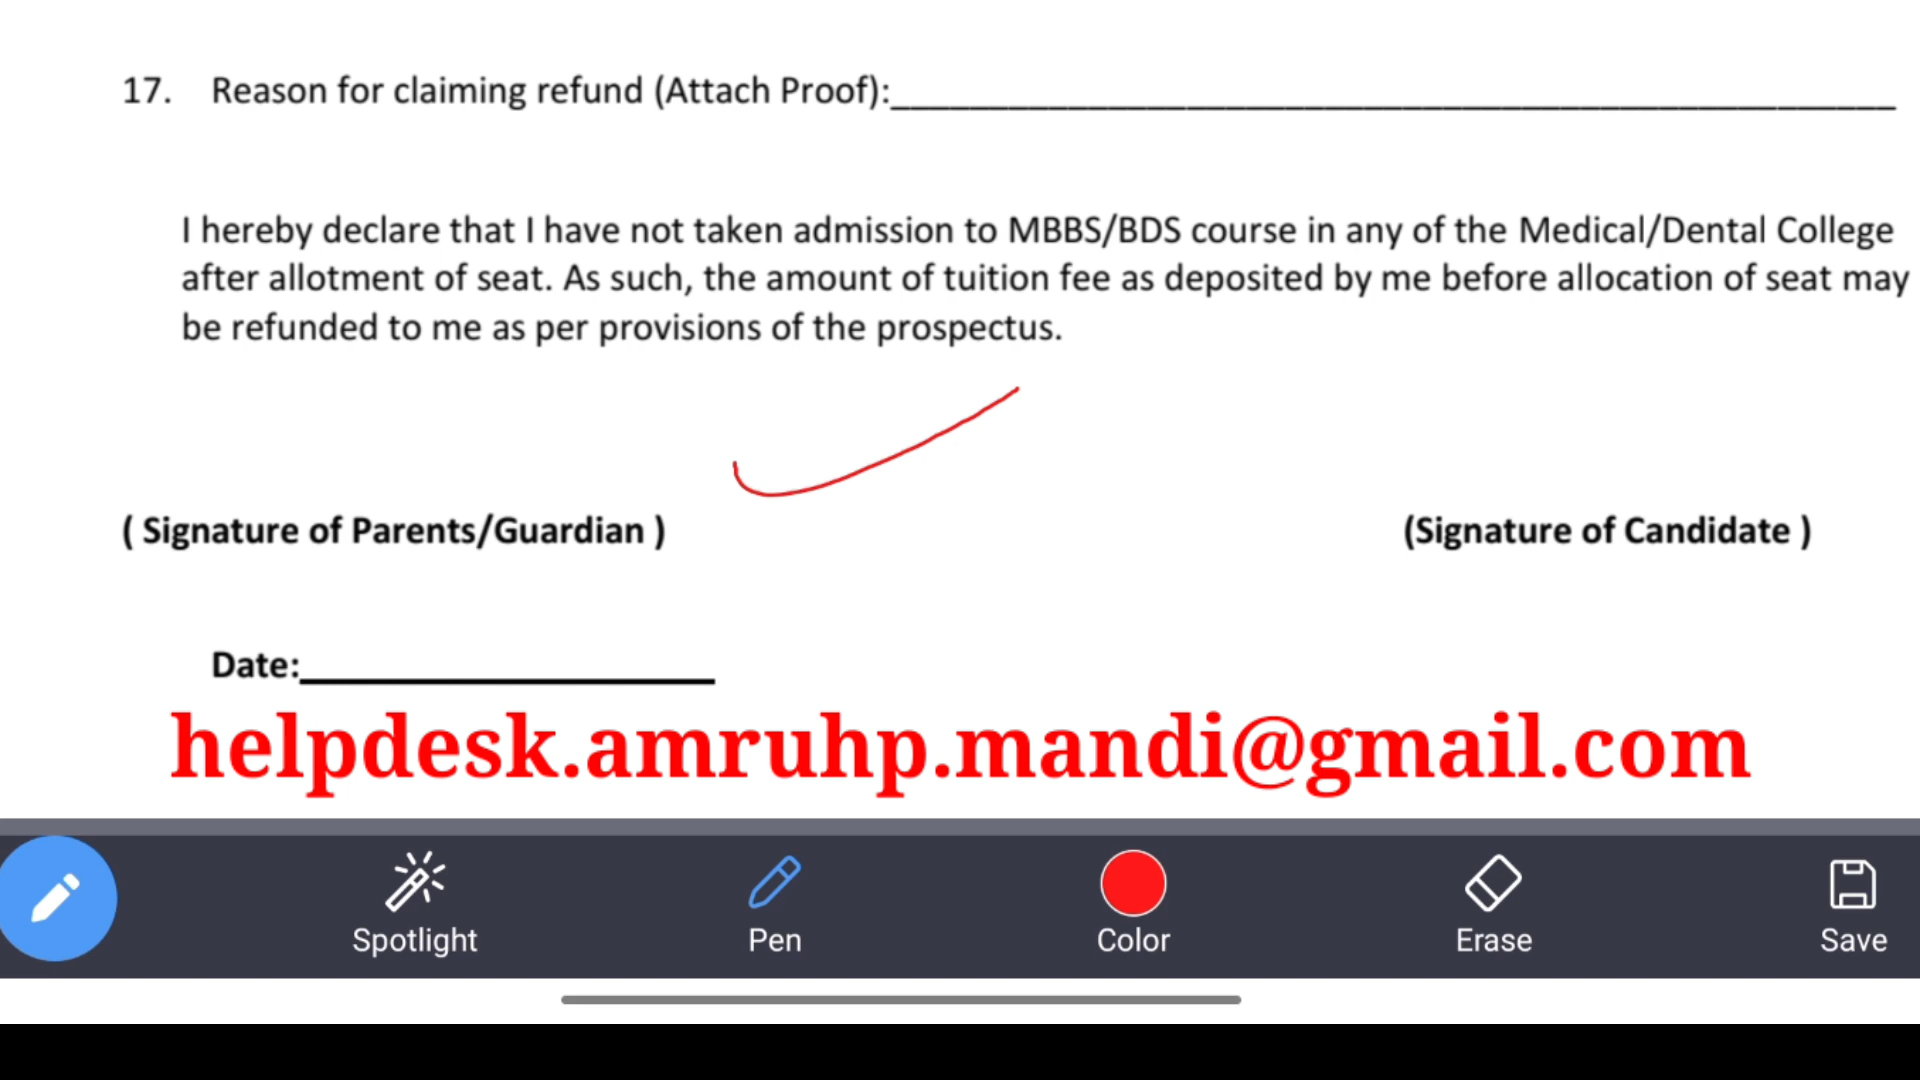 17. Reason for claiming refund (Attach Proof):
I hereby declare that I have not taken admission to MBBS/BDS course in any of the Medical/Dental College
after allotment of seat. As such, the amount of tuition fee as deposited by me before allocation of seat may
be refunded to me as per provisions of the prospectus.
( Signature of Parents/Guardian ) (Signature of Candidate )
Date:
helpdesk.amruhp.mandi@gmail.com
Spotlight Pen Color Erase Save